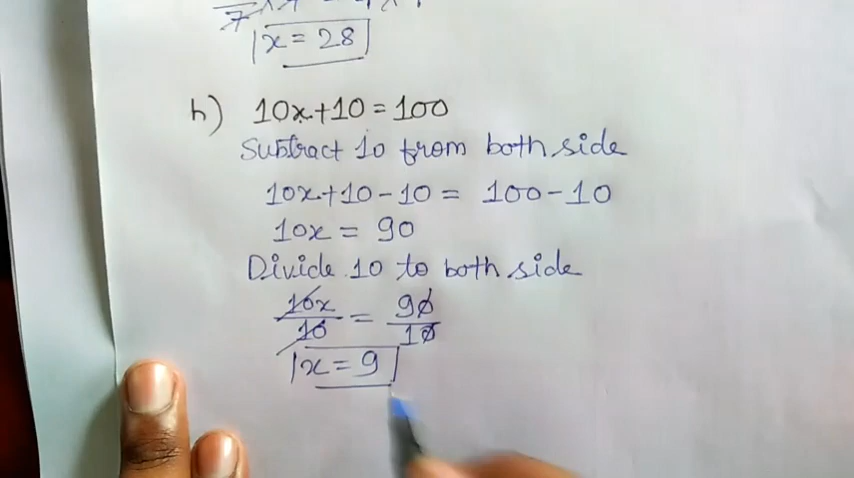 x = 28
h) 10x+10 = 100
Subtract 10 from both side
10x+10-10 = 100-10
10x = 90
Divide 10 to both side
10x/10 = 90/10
x = 9